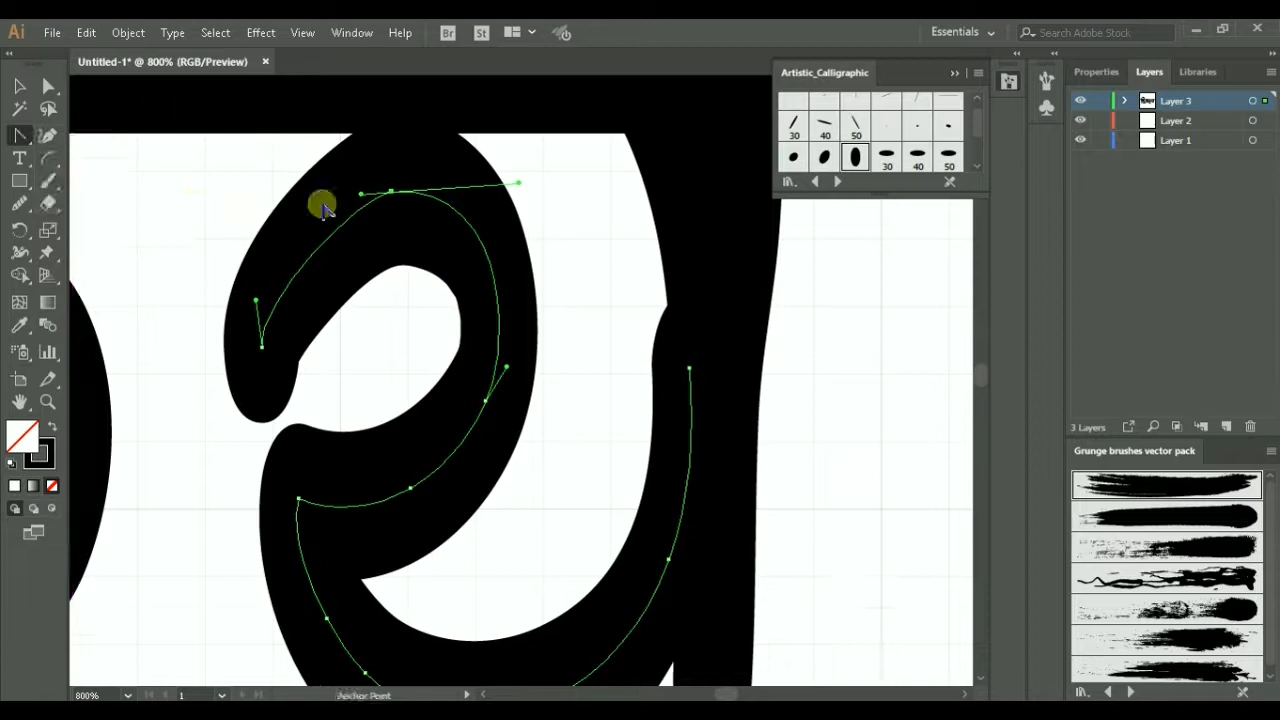 Ai File Edit Object Type Select Effect Window Help Br St Essentials Search Adobe Stock
Untitled-1* @ 800% (RGB/Preview)
Artistic_Calligraphic
30 40 50
30 40 50
Properties Layers Libraries
Layer 3
Layer 2
Layer 1
3 Layers
Grunge brushes vector pack
T
800% 1 Anchor Point